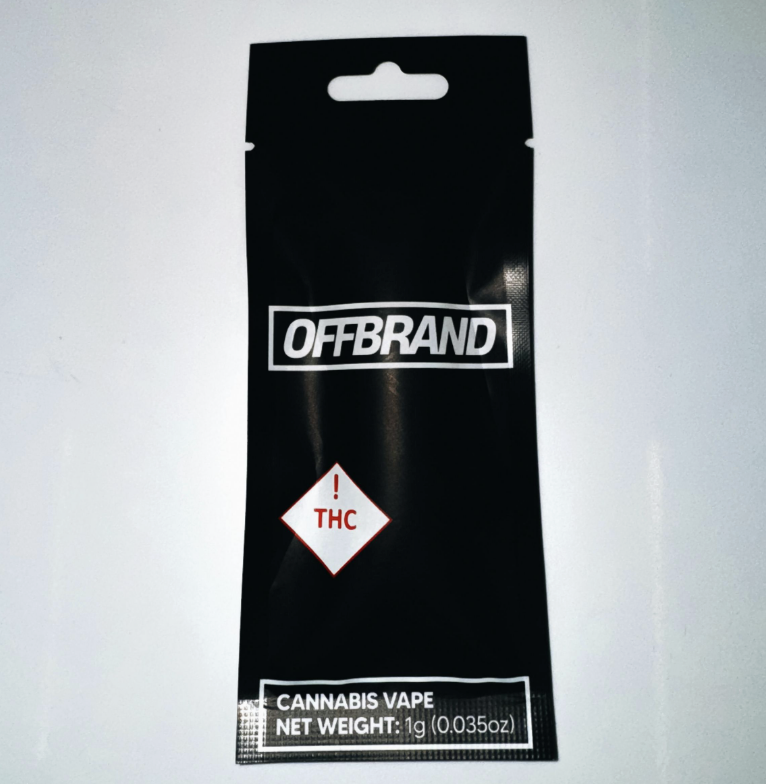 OFFBRAND
!
THC
CANNABIS VAPE
NET WEIGHT: 1g (0.035oz)